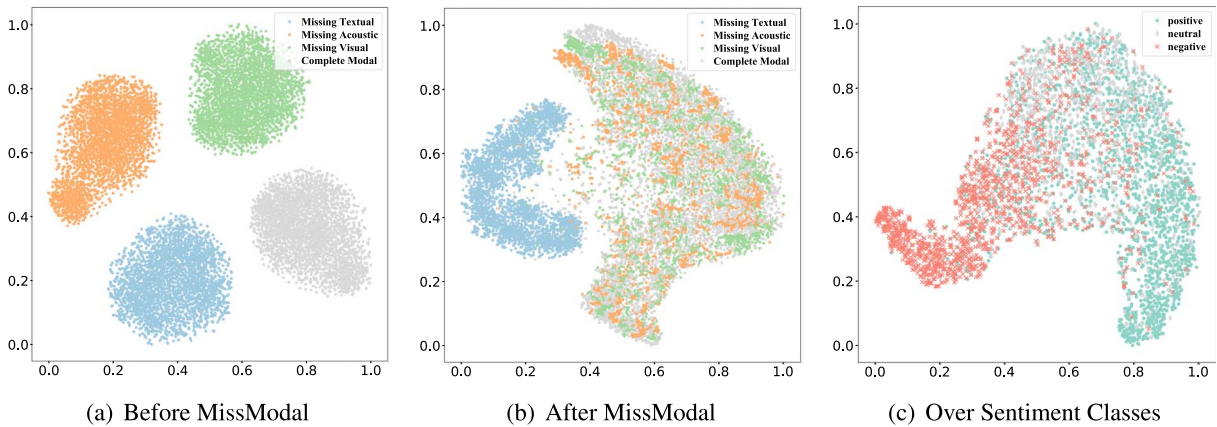 Missing Textual
Missing Acoustic
Missing Visual
Complete Modal
1.0
0.8
0.6
0.4
0.2
0.0
0.0 0.2 0.4 0.6 0.8 1.0
(a) Before MissModal
Missing Textual
Missing Acoustic
Missing Visual
Complete Modal
1.0
0.8
0.6
0.4
0.2
0.0
0.0 0.2 0.4 0.6 0.8 1.0
(b) After MissModal
positive
neutral
negative
1.0
0.8
0.6
0.4
0.2
0.0
0.0 0.2 0.4 0.6 0.8 1.0
(c) Over Sentiment Classes